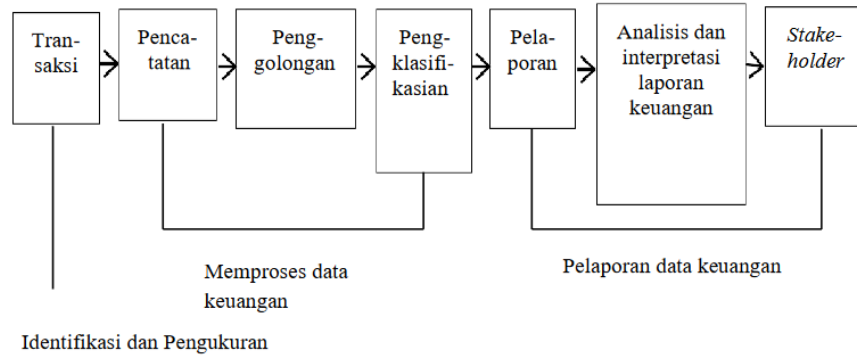 Tran-
saksi
Penca-
tatan
Peng-
golongan
Peng-
klasifi-
kasian
Pela-
poran
Analisis dan
interpretasi
laporan
keuangan
Stake-
holder
Memproses data
keuangan
Pelaporan data keuangan
Identifikasi dan Pengukuran